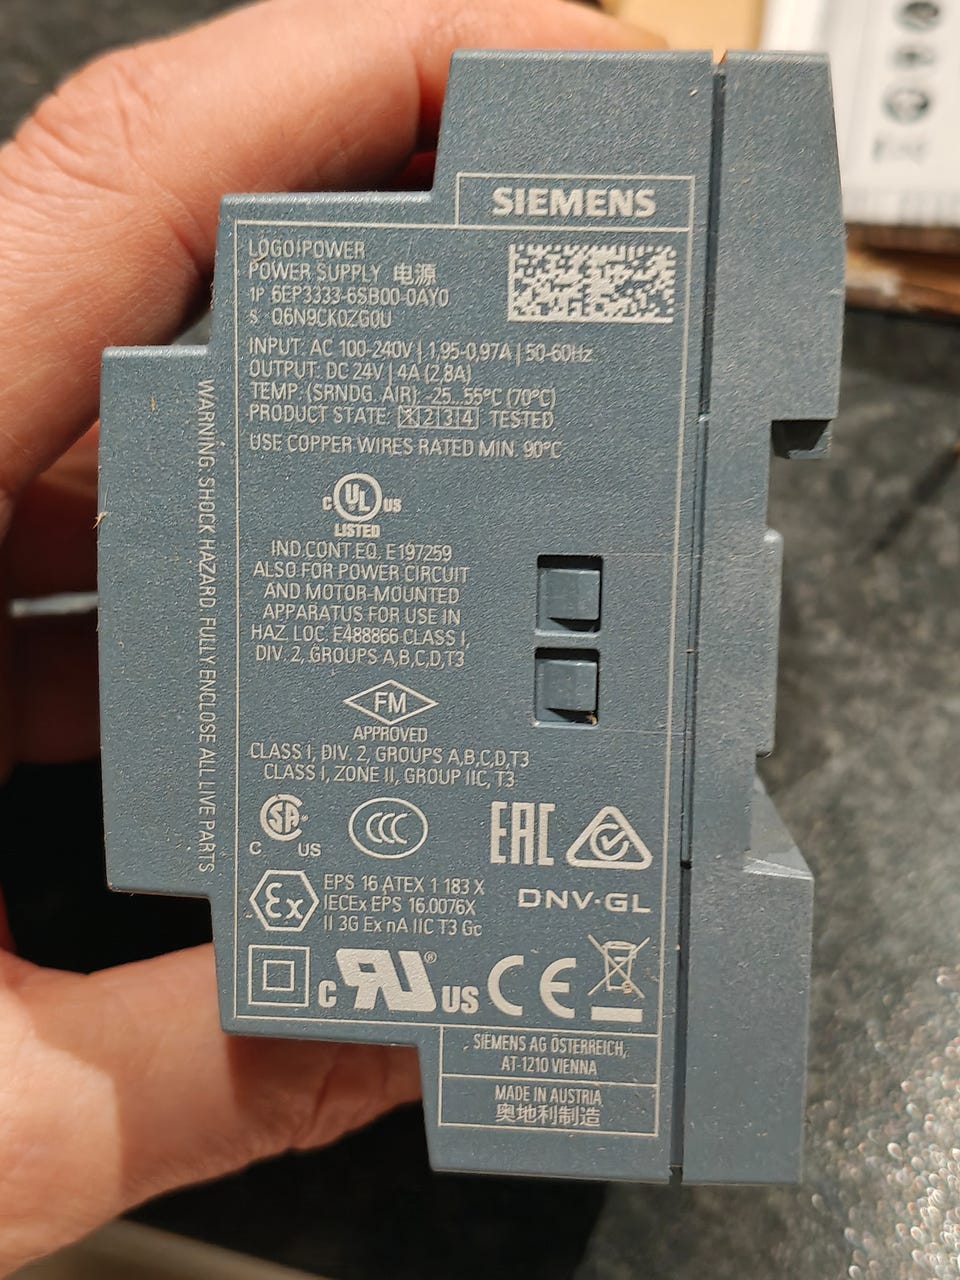 SIEMENS
LOGO!POWER
POWER SUPPLY 电源
1P 6EP3333-6SB00-0AY0
S Q6N9CK0ZG0U
INPUT: AC 100-240V | 1,95-0,97A | 50-60Hz
OUTPUT: DC 24V | 4A (2,8A)
TEMP. (SRNDG. AIR): -25...55°C (70°C)
PRODUCT STATE: X 2 3 4 TESTED
USE COPPER WIRES RATED MIN. 90°C
WARNING: SHOCK HAZARD. FULLY ENCLOSE ALL LIVE PARTS
C UL US
LISTED
IND.CONT.EQ. E197259
ALSO FOR POWER CIRCUIT
AND MOTOR-MOUNTED
APPARATUS FOR USE IN
HAZ. LOC. E488866 CLASS I,
DIV. 2, GROUPS A,B,C,D,T3
FM
APPROVED
CLASS I, DIV. 2, GROUPS A,B,C,D,T3
CLASS I, ZONE II, GROUP IIC, T3
C SA® US
CCC
EAC
DNV·GL
Ex
EPS 16 ATEX 1 183 X
IECEx EPS 16.0076X
II 3G Ex nA IIC T3 Gc
C RU® US
CE
SIEMENS AG ÖSTERREICH,
AT-1210 VIENNA
MADE IN AUSTRIA
奥地利制造